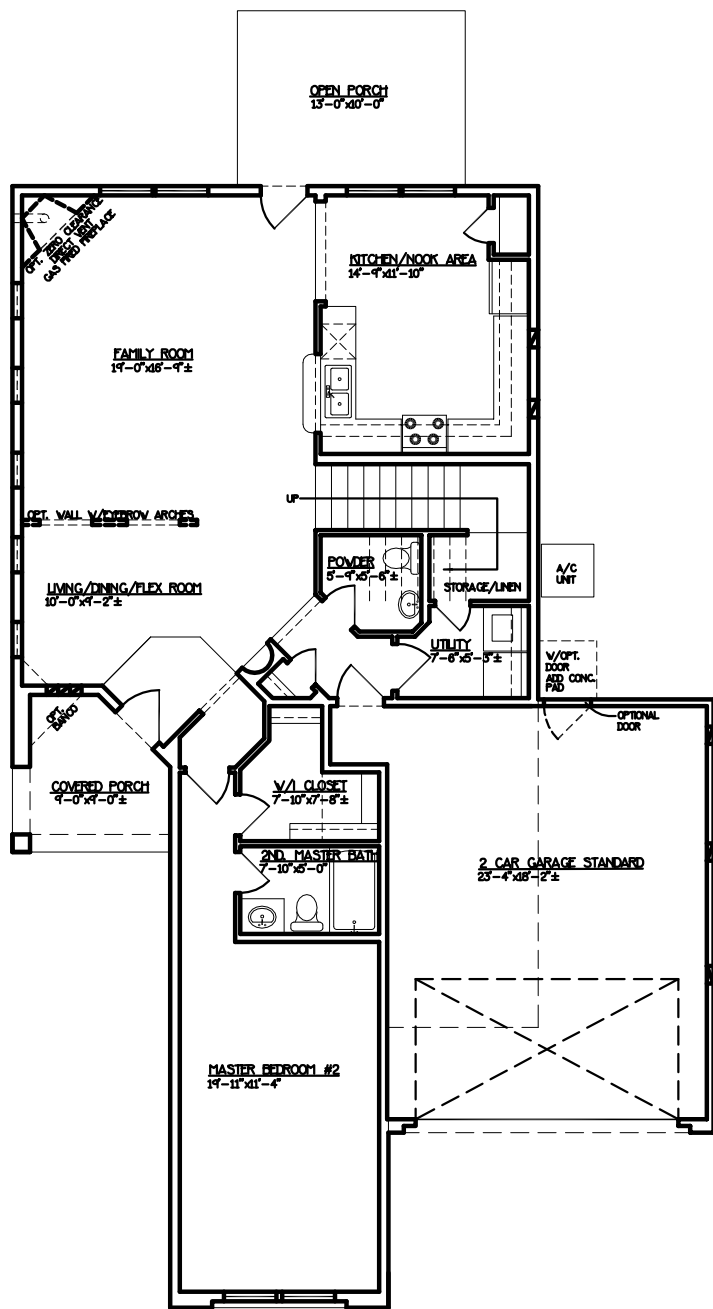 OPEN PORCH
13'-0"x10'-0"
OPT. ZERO CLEARANCE
DIRECT VENT
GAS FIRED FIREPLACE
KITCHEN/NOOK AREA
14'-9"x11'-10"
FAMILY ROOM
19'-0"x16'-9"±
UP
OPT. WALL W/EYEBROW ARCHES
POWDER
5'-9"x5'-6"±
A/C
UNIT
STORAGE/LINEN
LIVING/DINING/FLEX ROOM
10'-0"x9'-2"±
UTILITY
7'-6"x5'-3"±
W/OPT.
DOOR
ADD CONC.
PAD
OPT.
BANCO
OPTIONAL
DOOR
COVERED PORCH
9'-0"x9'-0"±
W/I CLOSET
7'-10"x7'-8"±
2ND. MASTER BATH
7'-10"x5'-0"
2 CAR GARAGE STANDARD
23'-4"x18'-2"±
MASTER BEDROOM #2
19'-11"x11'-4"